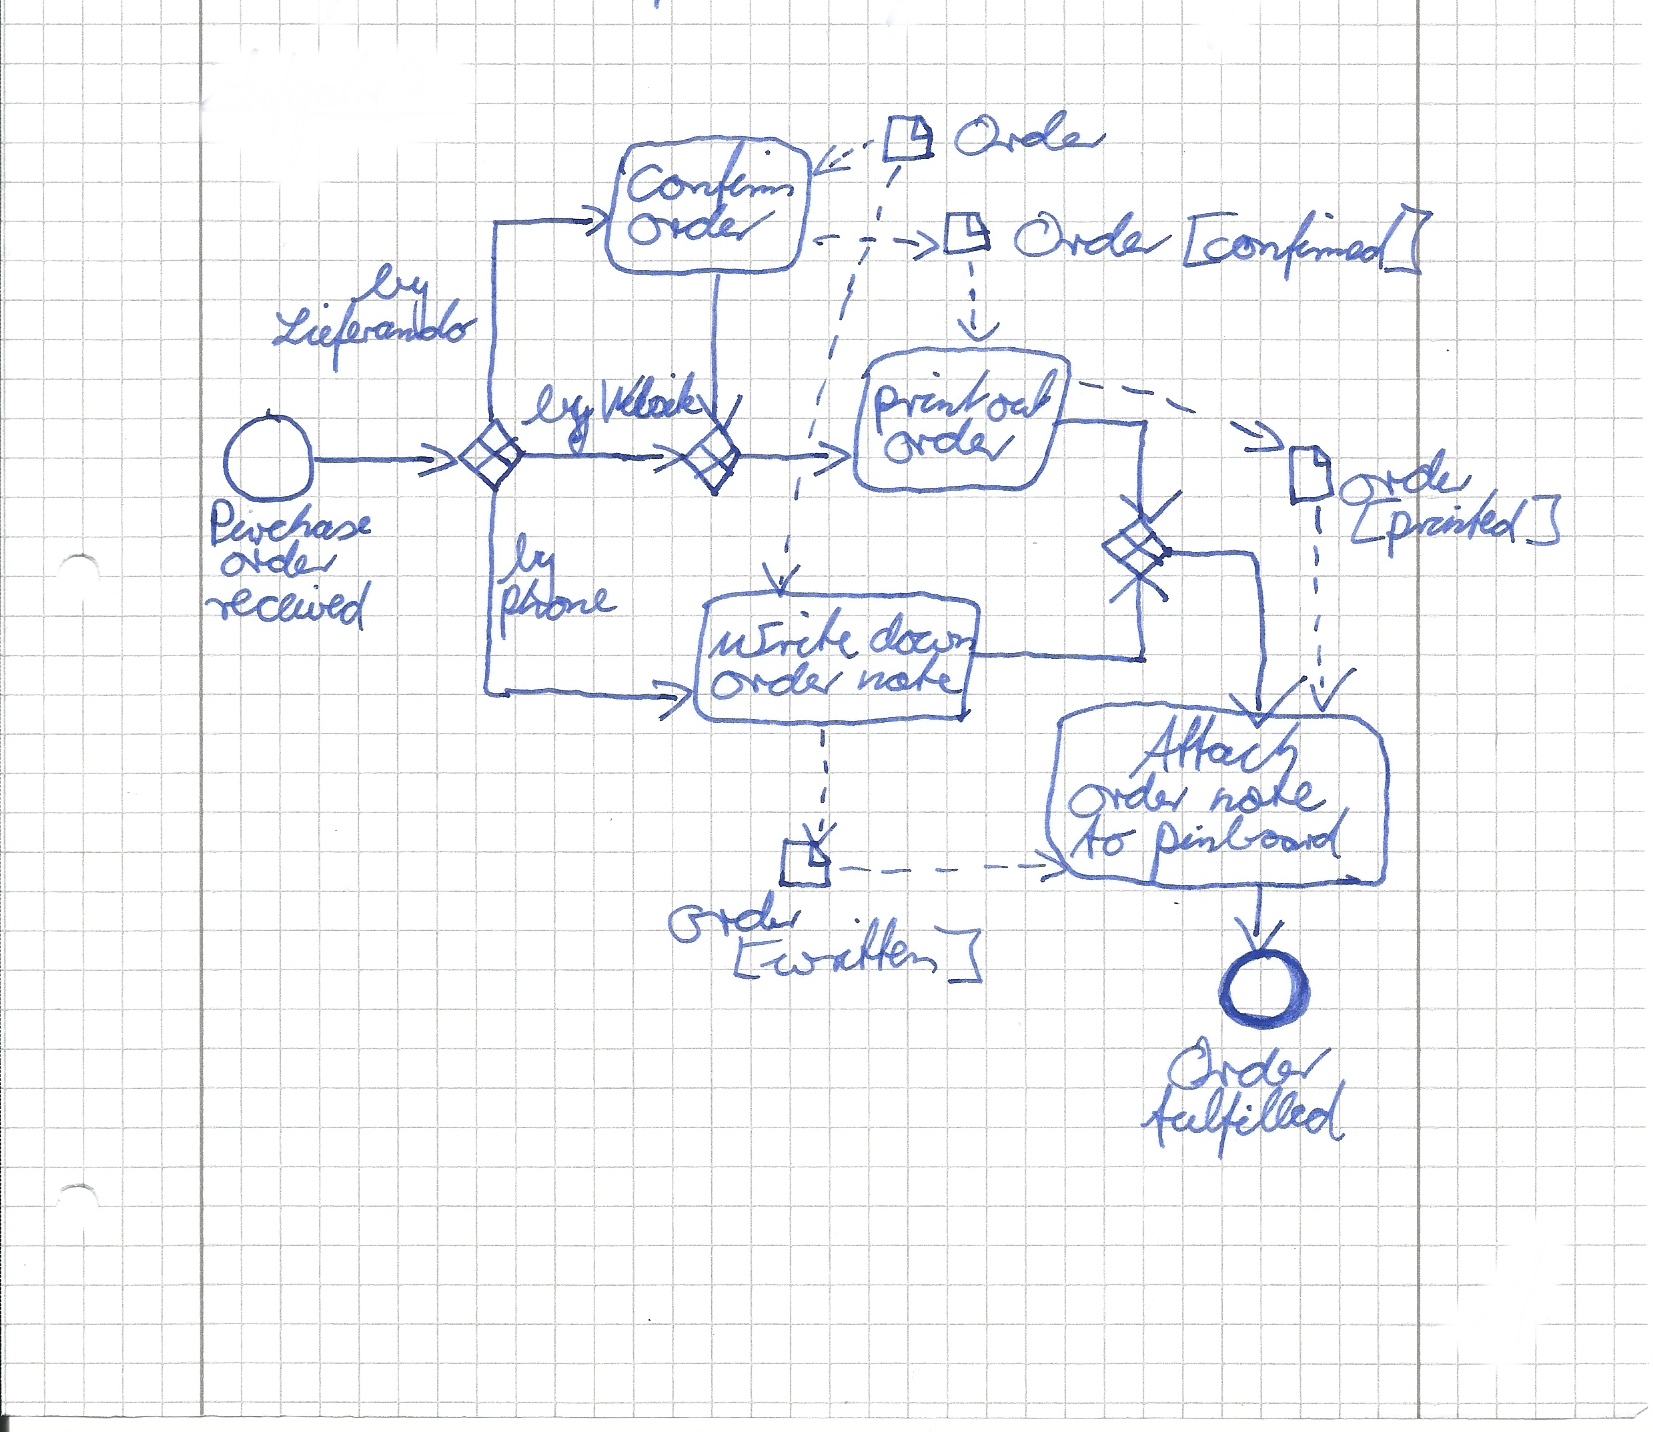 Order
Confirm
order
Order [confirmed]
by
Lieferando
by Website
print out
order
Purchase
order
received
by
phone
order
[printed]
Write down
order note
Attach
order note
to pinboard
order
[written]
Order
fulfilled